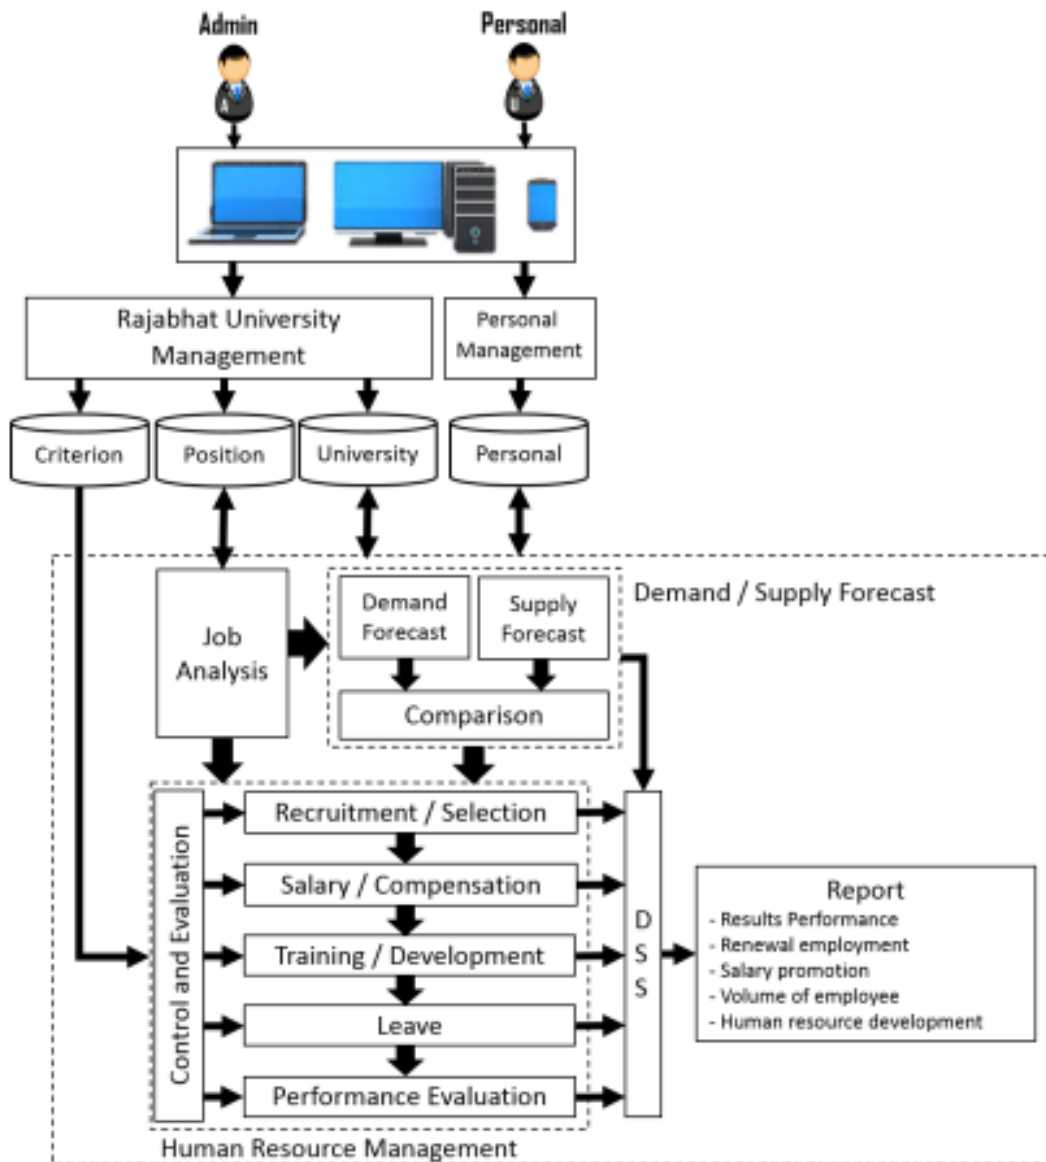 Admin
Personal
A
U
Rajabhat University
Management
Personal
Management
Criterion
Position
University
Personal
Job
Analysis
Demand
Forecast
Supply
Forecast
Comparison
Demand / Supply Forecast
Control and Evaluation
Recruitment / Selection
Salary / Compensation
Training / Development
Leave
Performance Evaluation
Human Resource Management
D
S
S
Report
- Results Performance
- Renewal employment
- Salary promotion
- Volume of employee
- Human resource development